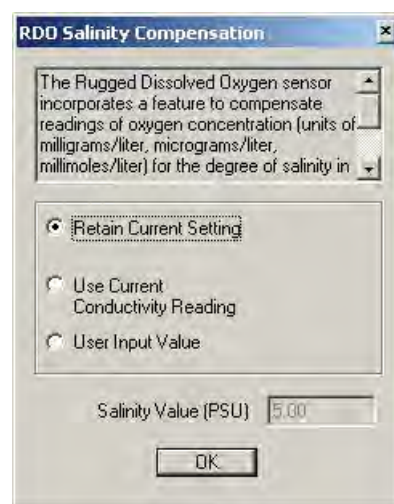 RDO Salinity Compensation
The Rugged Dissolved Oxygen sensor
incorporates a feature to compensate
readings of oxygen concentration (units of
milligrams/liter, micrograms/liter,
millimoles/liter) for the degree of salinity in
Retain Current Setting
Use Current
Conductivity Reading
User Input Value
Salinity Value (PSU) 5.00
OK